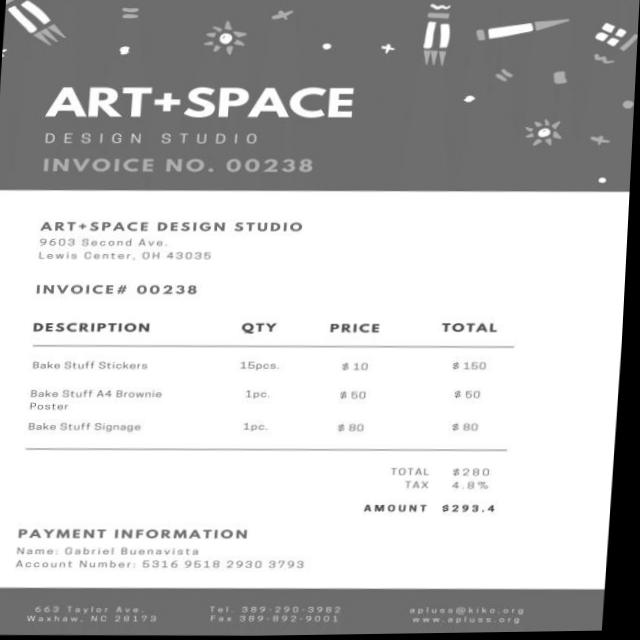 ART+SPACE
DESIGN STUDIO
INVOICE NO. 00238
ART+SPACE DESIGN STUDIO
9603 Second Ave.
Lewis Center, OH 43035
INVOICE# 00238
DESCRIPTION QTY PRICE TOTAL
Bake Stuff Stickers 15pcs. $10 $150
Bake Stuff A4 Brownie
Poster 1pc. $50 $50
Bake Stuff Signage 1pc. $80 $80
TOTAL $280
TAX 4.8%
AMOUNT $293.4
PAYMENT INFORMATION
Name: Gabriel Buenavista
Account Number: 5316 9518 2930 3793
663 Taylor Ave. Tel. 389-290-3982 apluss@kiko.org
Waxhaw, NC 28173 Fax 389-892-9001 www.apluss.org